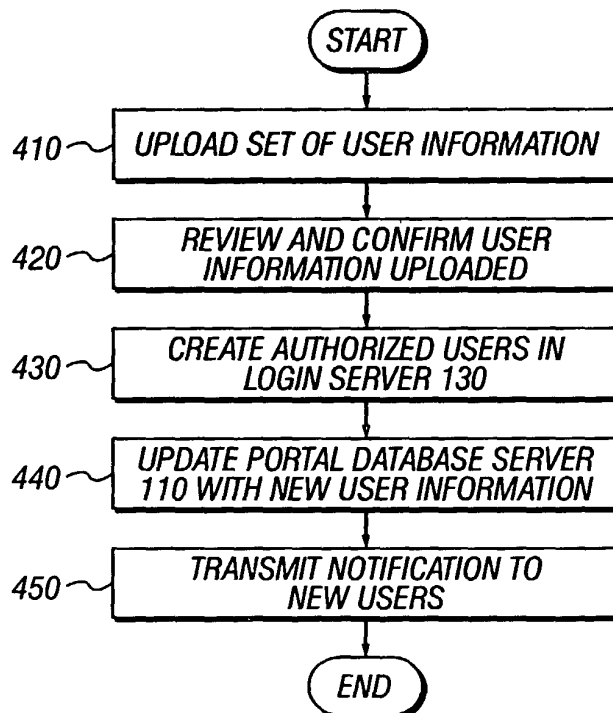 START
410 UPLOAD SET OF USER INFORMATION
420 REVIEW AND CONFIRM USER
INFORMATION UPLOADED
430 CREATE AUTHORIZED USERS IN
LOGIN SERVER 130
440 UPDATE PORTAL DATABASE SERVER
110 WITH NEW USER INFORMATION
450 TRANSMIT NOTIFICATION TO
NEW USERS
END